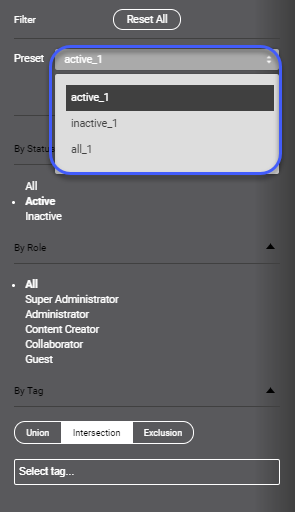 Filter
Reset All
Preset
active_1
active_1
inactive_1
all_1
By Status
All
Active
Inactive
By Role
All
Super Administrator
Administrator
Content Creator
Collaborator
Guest
By Tag
Union
Intersection
Exclusion
Select tag...